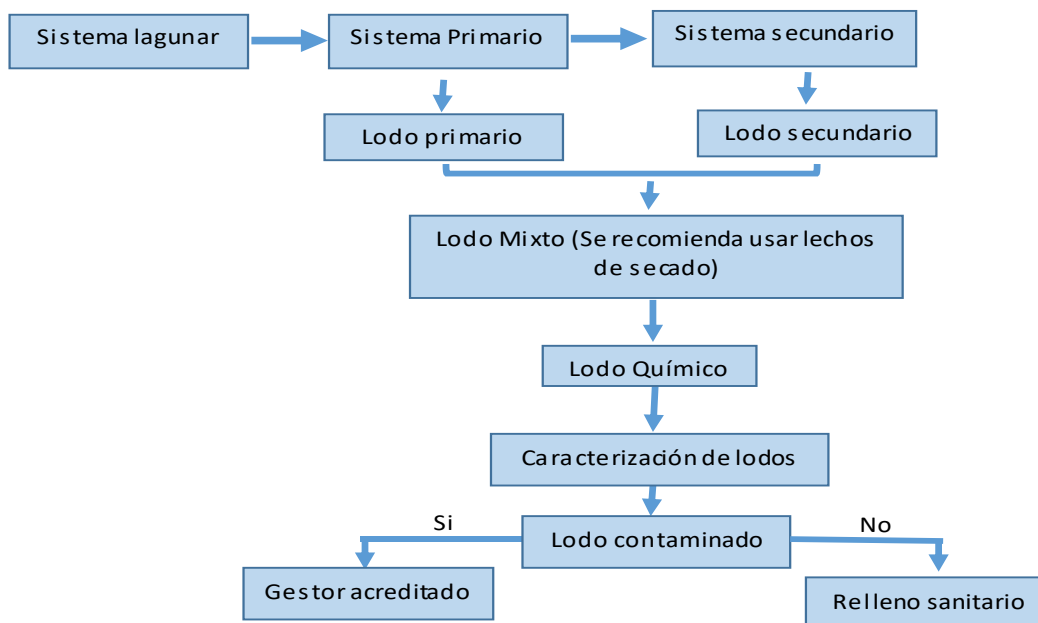 Sistema lagunar
Sistema Primario
Sistema secundario
Lodo primario
Lodo secundario
Lodo Mixto (Se recomienda usar lechos
de secado)
Lodo Químico
Caracterización de lodos
Si
Lodo contaminado
No
Gestor acreditado
Relleno sanitario